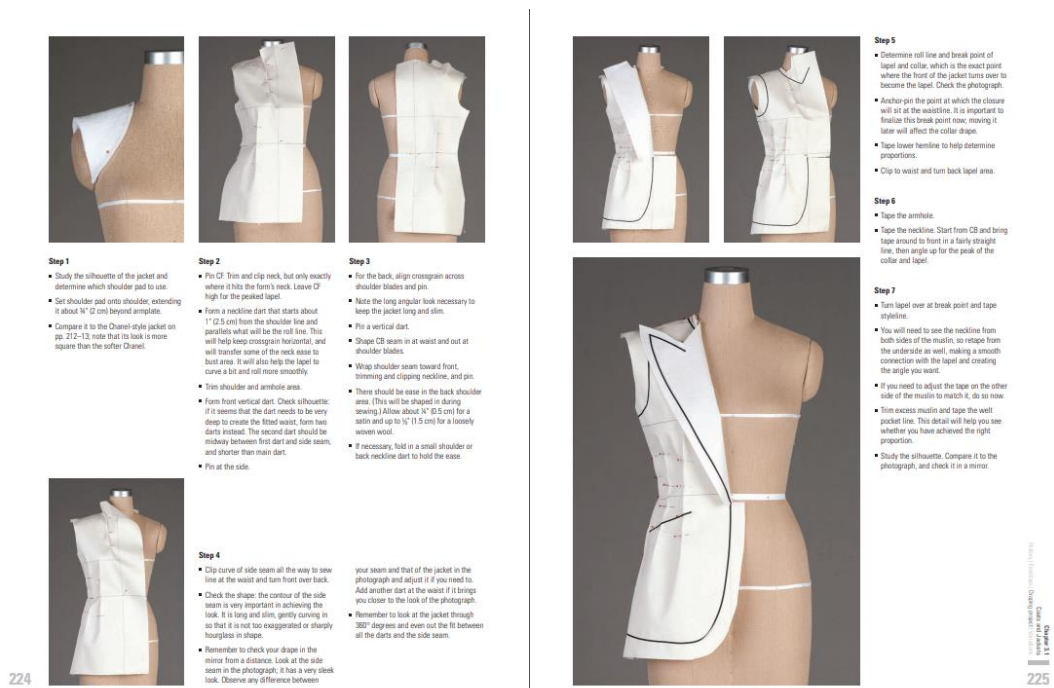 Step 1
Study the silhouette of the jacket and
determine which shoulder pad to use.
Set shoulder pad onto shoulder, extending
it about ¾" (2 cm) beyond armplate.
Compare it to the Chanel-style jacket on
pp. 212–13; note that its look is more
square than the softer Chanel.
Step 2
Pin CF. Trim and clip neck, but only exactly
where it hits the form's neck. Leave CF
high for the peaked lapel.
Form a neckline dart that starts about
1" (2.5 cm) from the shoulder line and
parallels what will be the roll line. This
will help keep crossgrain horizontal, and
will transfer some of the neck ease to
bust area. It will also help the lapel to
curve a bit and roll more smoothly.
Trim shoulder and armhole area.
Form front vertical dart. Check silhouette:
if it seems that the dart needs to be very
deep to create the fitted waist, form two
darts instead. The second dart should be
midway between first dart and side seam,
and shorter than main dart.
Pin at the side.
Step 3
For the back, align crossgrain across
shoulder blades and pin.
Note the long angular look necessary to
keep the jacket long and slim.
Pin a vertical dart.
Shape CB seam in at waist and out at
shoulder blades.
Wrap shoulder seam toward front,
trimming and clipping neckline, and pin.
There should be ease in the back shoulder
area. (This will be shaped in during
sewing.) Allow about ¼" (0.5 cm) for a
satin and up to ⅝" (1.5 cm) for a loosely
woven wool.
If necessary, fold in a small shoulder or
back neckline dart to hold the ease.
Step 4
Clip curve of side seam all the way to sew
line at the waist and turn front over back.
Check the shape: the contour of the side
seam is very important in achieving the
look. It is long and slim, gently curving in
so that it is not too exaggerated or sharply
hourglass in shape.
Remember to check your drape in the
mirror from a distance. Look at the side
seam in the photograph; it has a very sleek
look. Observe any difference between
your seam and that of the jacket in the
photograph and adjust it if you need to.
Add another dart at the waist if it brings
you closer to the look of the photograph.
Remember to look at the jacket through
360° degrees and even out the fit between
all the darts and the side seam.
224
Step 5
Determine roll line and break point of
lapel and collar, which is the exact point
where the front of the jacket turns over to
become the lapel. Check the photograph.
Anchor-pin the point at which the closure
will sit at the waistline. It is important to
finalize this break point now; moving it
later will affect the collar drape.
Tape lower hemline to help determine
proportions.
Clip to waist and turn back lapel area.
Step 6
Tape the armhole.
Tape the neckline. Start from CB and bring
tape around to front in a fairly straight
line, then angle up for the peak of the
collar and lapel.
Step 7
Turn lapel over at break point and tape
styleline.
You will need to see the neckline from
both sides of the muslin, so retape from
the underside as well, making a smooth
connection with the lapel and creating
the angle you want.
If you need to adjust the tape on the other
side of the muslin to match it, do so now.
Trim excess muslin and tape the welt
pocket line. This detail will help you see
whether you have achieved the right
proportion.
Study the silhouette. Compare it to the
photograph, and check it in a mirror.
Chapter 3.1
Coats and Jackets
History | Exercises | Draping project | Variations
225